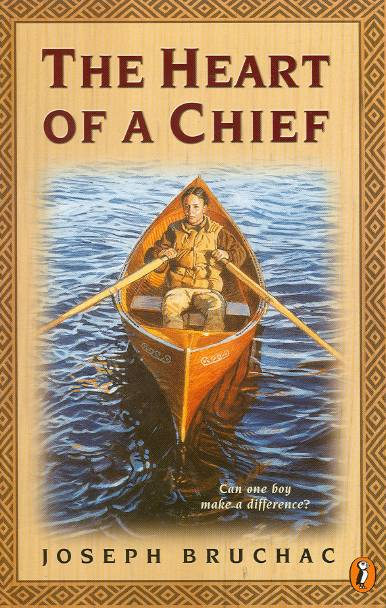 THE HEART
OF A CHIEF
Can one boy
make a difference?
JOSEPH BRUCHAC